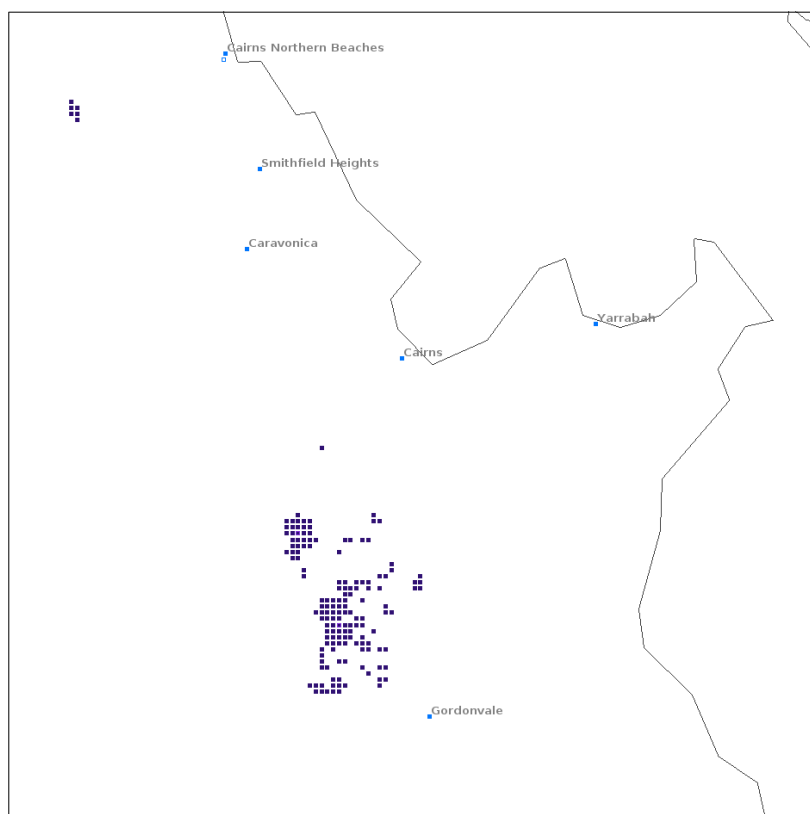 Cairns Northern Beaches
Smithfield Heights
Caravonica
Yarrabah
Cairns
Gordonvale